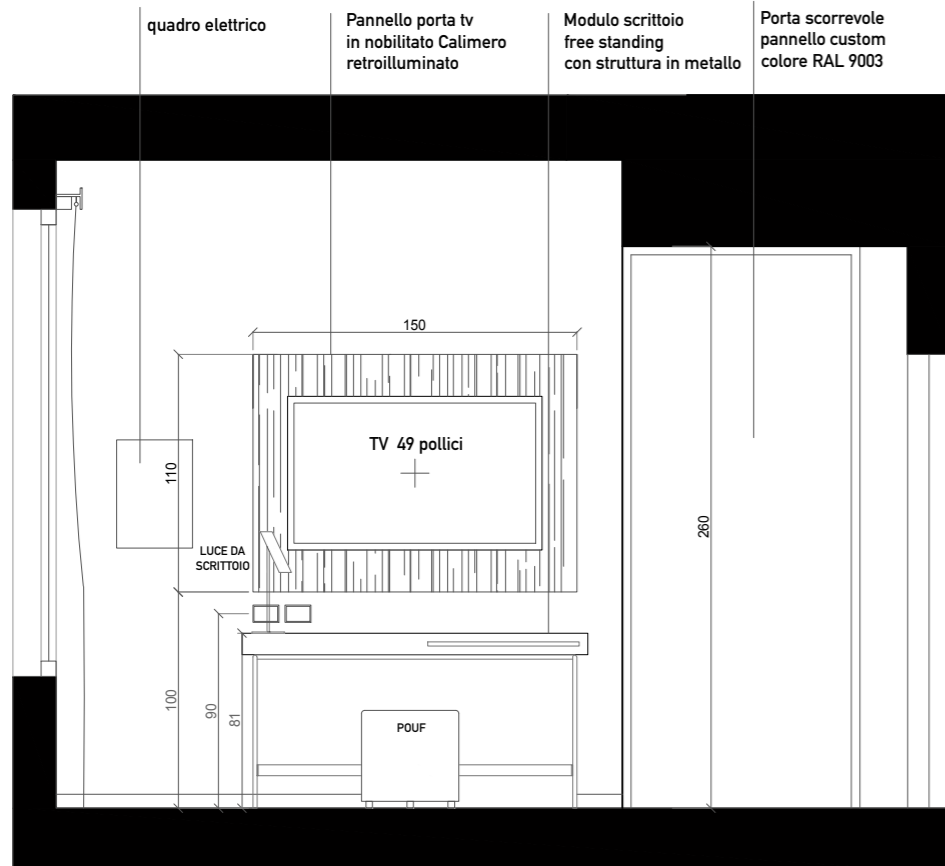 quadro elettrico
Pannello porta tv
in nobilitato Calimero
retroilluminato
Modulo scrittoio
free standing
con struttura in metallo
Porta scorrevole
pannello custom
colore RAL 9003
150
110
TV 49 pollici
260
LUCE DA
SCRITTOIO
100
90
81
POUF